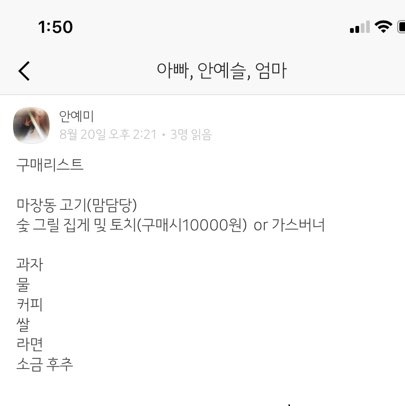 1:50
아빠, 안예슬, 엄마
안예미
8월 20일 오후 2:21 • 3명 읽음
구매리스트
마장동 고기(맘담당)
숯 그릴 집게 및 토치(구매시10000원) or 가스버너
과자
물
커피
쌀
라면
소금 후추